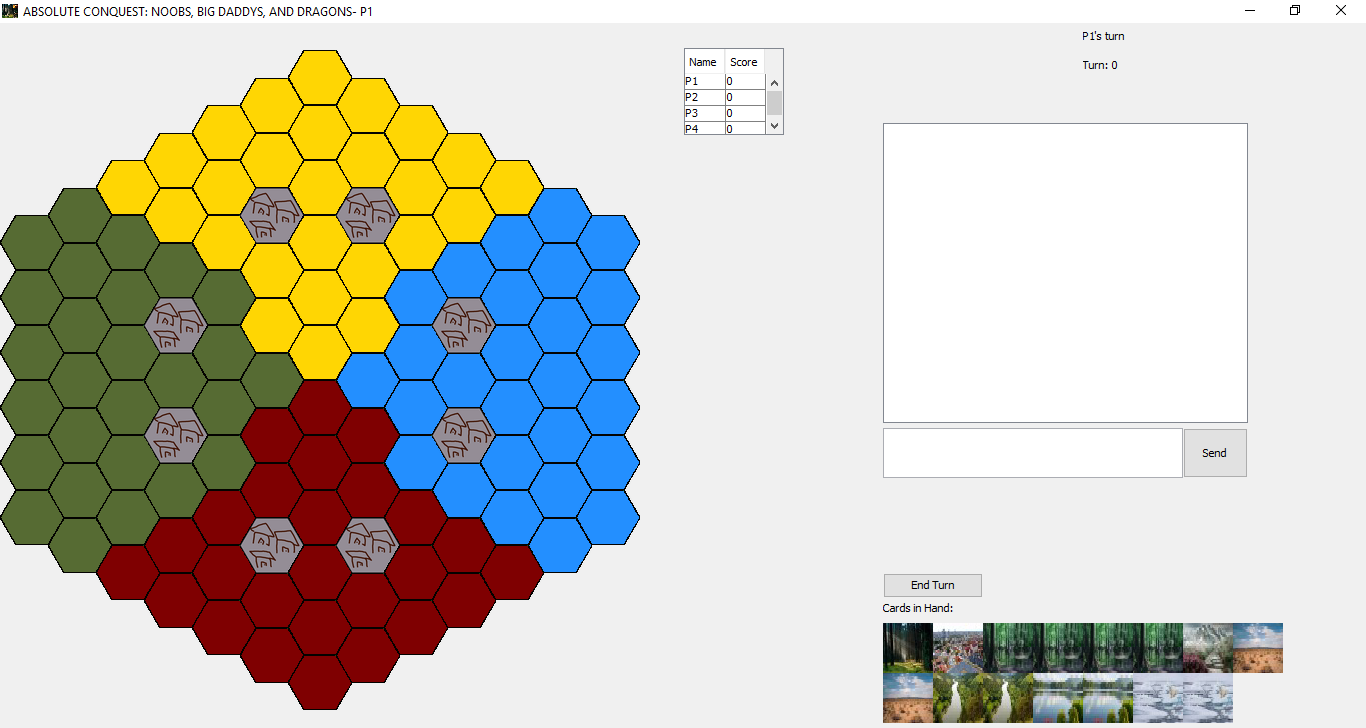 ABSOLUTE CONQUEST: NOOBS, BIG DADDYS, AND DRAGONS- P1
P1's turn
Turn: 0
Name Score
P1 0
P2 0
P3 0
P4 0
Send
End Turn
Cards in Hand: